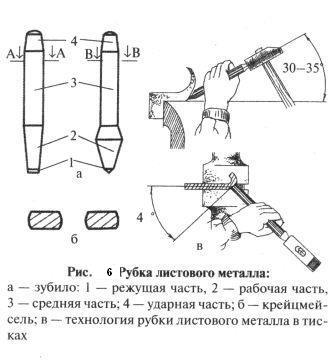 4
А А В В
30–35°
3
2
1
а
4°
б
в
Рис. 6 Рубка листового металла:
а — зубило: 1 — режущая часть, 2 — рабочая часть,
3 — средняя часть; 4 — ударная часть; б — крейцмей-
сель; в — технология рубки листового металла в тис-
ках